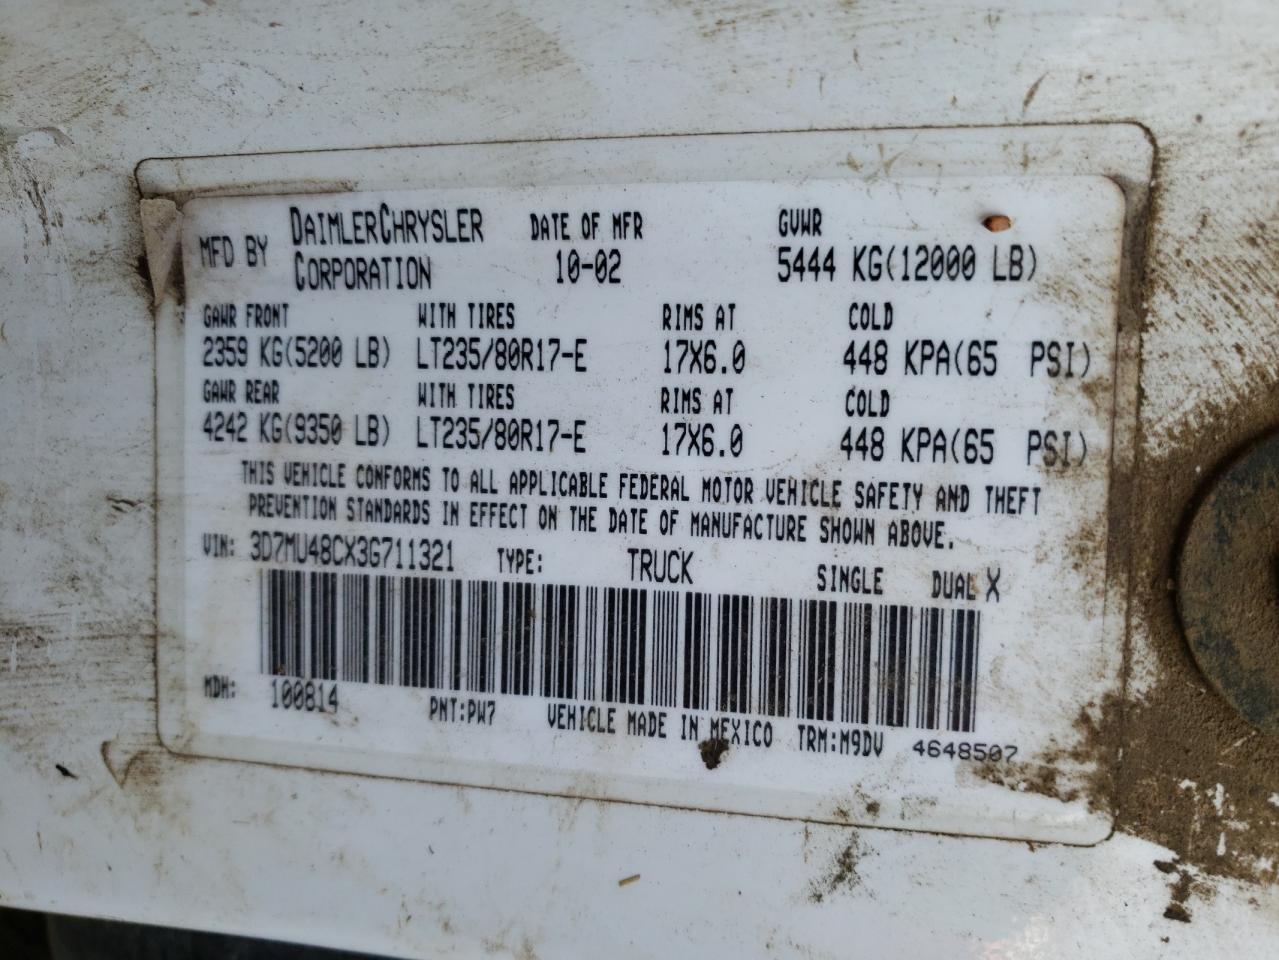 MFD BY DAIMLERCHRYSLER CORPORATION DATE OF MFR 10-02 GVWR 5444 KG(12000 LB)
GAWR FRONT WITH TIRES RIMS AT COLD
2359 KG(5200 LB) LT235/80R17-E 17X6.0 448 KPA(65 PSI)
GAWR REAR WITH TIRES RIMS AT COLD
4242 KG(9350 LB) LT235/80R17-E 17X6.0 448 KPA(65 PSI)
THIS VEHICLE CONFORMS TO ALL APPLICABLE FEDERAL MOTOR VEHICLE SAFETY AND THEFT
PREVENTION STANDARDS IN EFFECT ON THE DATE OF MANUFACTURE SHOWN ABOVE.
VIN: 3D7MU48CX3G711321 TYPE: TRUCK SINGLE DUAL X
MDH: 100814 PNT:PW7 VEHICLE MADE IN MEXICO TRM:M9DV 4648507